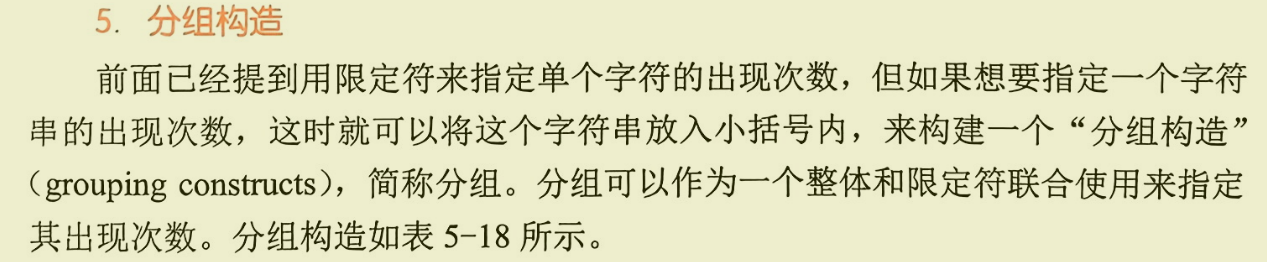 5. 分组构造
前面已经提到用限定符来指定单个字符的出现次数，但如果想要指定一个字符
串的出现次数，这时就可以将这个字符串放入小括号内，来构建一个“分组构造”
（grouping constructs），简称分组。分组可以作为一个整体和限定符联合使用来指定
其出现次数。分组构造如表 5-18 所示。